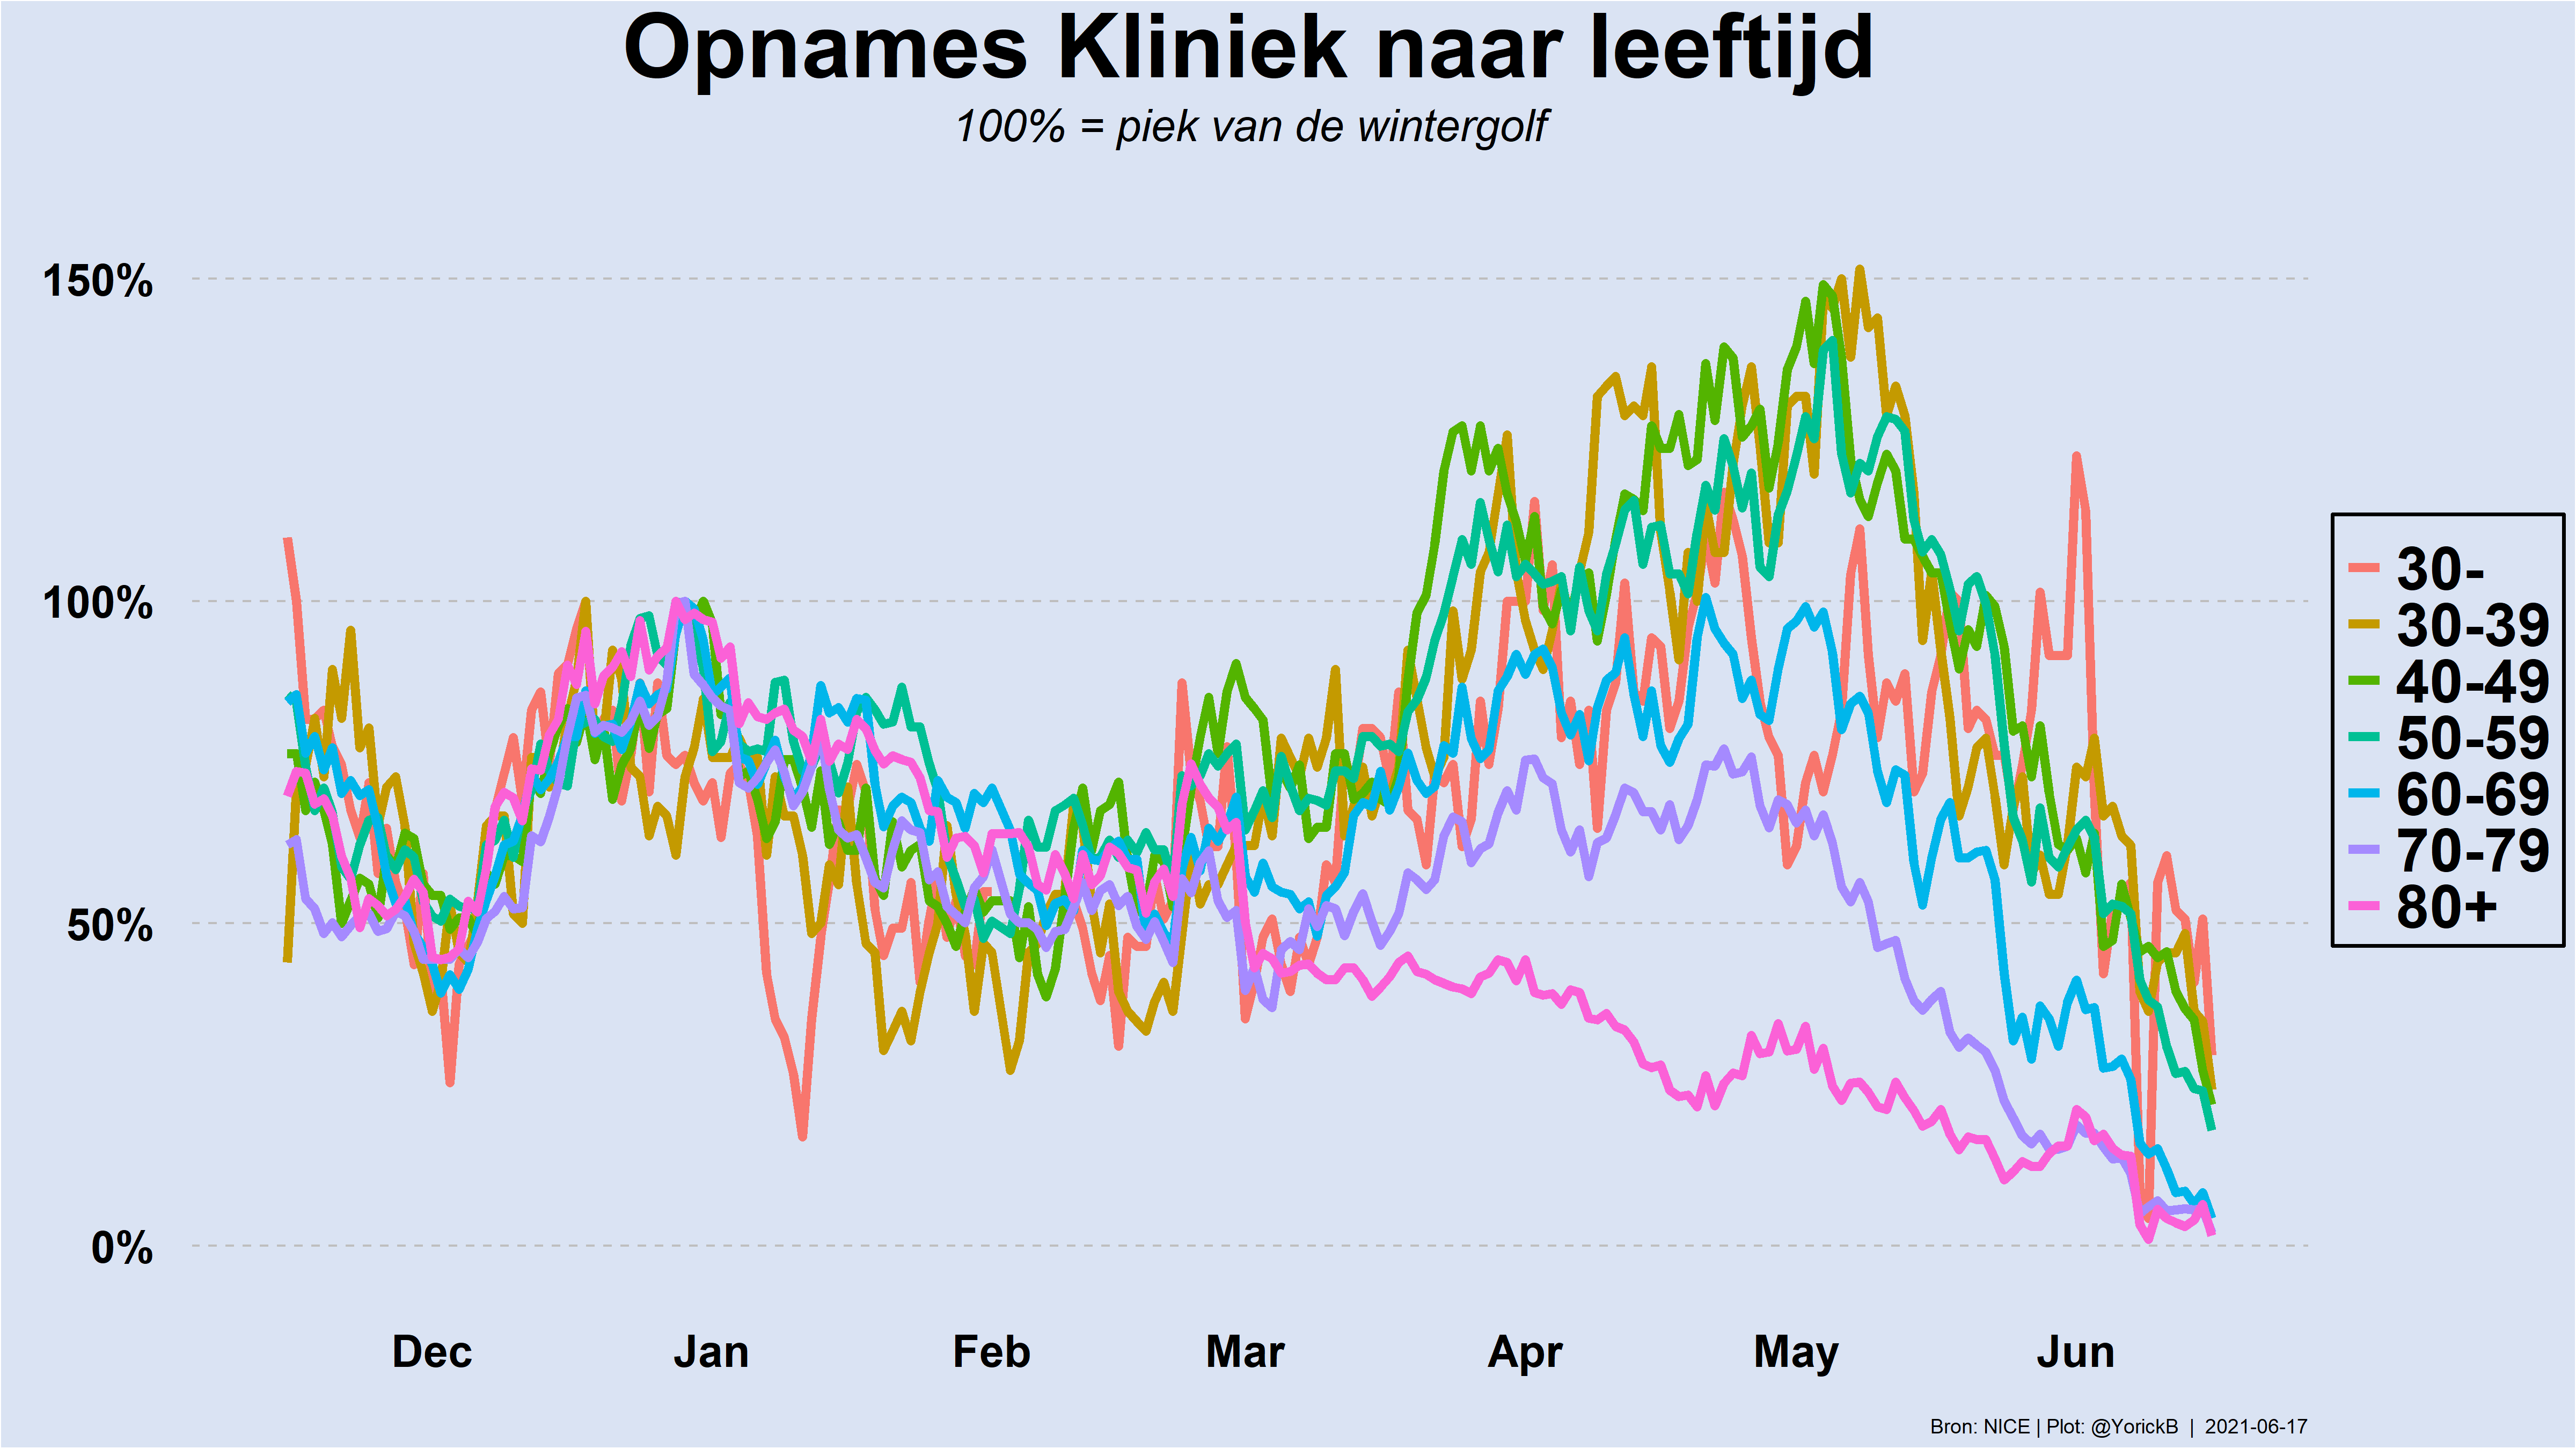 Opnames Kliniek naar leeftijd
100% = piek van de wintergolf
150%
100%
50%
0%
Dec Jan Feb Mar Apr May Jun
30-
30-39
40-49
50-59
60-69
70-79
80+
Bron: NICE | Plot: @YorickB | 2021-06-17